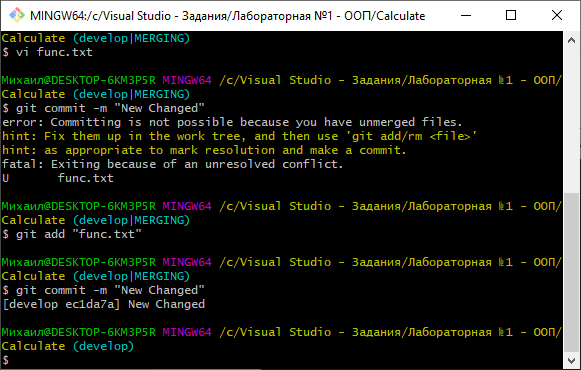 MINGW64:/c/Visual Studio - Задания/Лабораторная №1 - ООП/Calculate
Calculate (develop|MERGING)
$ vi func.txt
Михаил@DESKTOP-6KM3P5R MINGW64 /c/Visual Studio - Задания/Лабораторная №1 - ООП/
Calculate (develop|MERGING)
$ git commit -m "New Changed"
error: Committing is not possible because you have unmerged files.
hint: Fix them up in the work tree, and then use 'git add/rm <file>'
hint: as appropriate to mark resolution and make a commit.
fatal: Exiting because of an unresolved conflict.
U       func.txt
Михаил@DESKTOP-6KM3P5R MINGW64 /c/Visual Studio - Задания/Лабораторная №1 - ООП/
Calculate (develop|MERGING)
$ git add "func.txt"
Михаил@DESKTOP-6KM3P5R MINGW64 /c/Visual Studio - Задания/Лабораторная №1 - ООП/
Calculate (develop|MERGING)
$ git commit -m "New Changed"
[develop ec1da7a] New Changed
Михаил@DESKTOP-6KM3P5R MINGW64 /c/Visual Studio - Задания/Лабораторная №1 - ООП/
Calculate (develop)
$